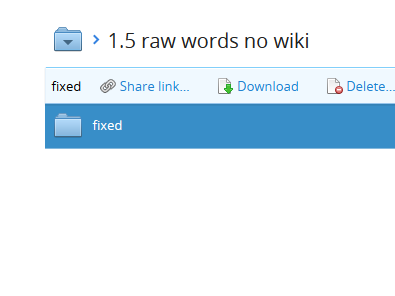 1.5 raw words no wiki
fixed Share link... Download Delete...
fixed